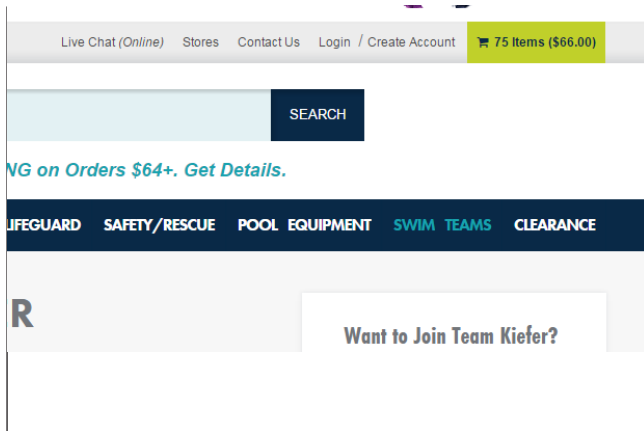 Live Chat (Online) Stores Contact Us Login / Create Account 75 Items ($66.00)
SEARCH
NG on Orders $64+. Get Details.
LIFEGUARD SAFETY/RESCUE POOL EQUIPMENT SWIM TEAMS CLEARANCE
R
Want to Join Team Kiefer?